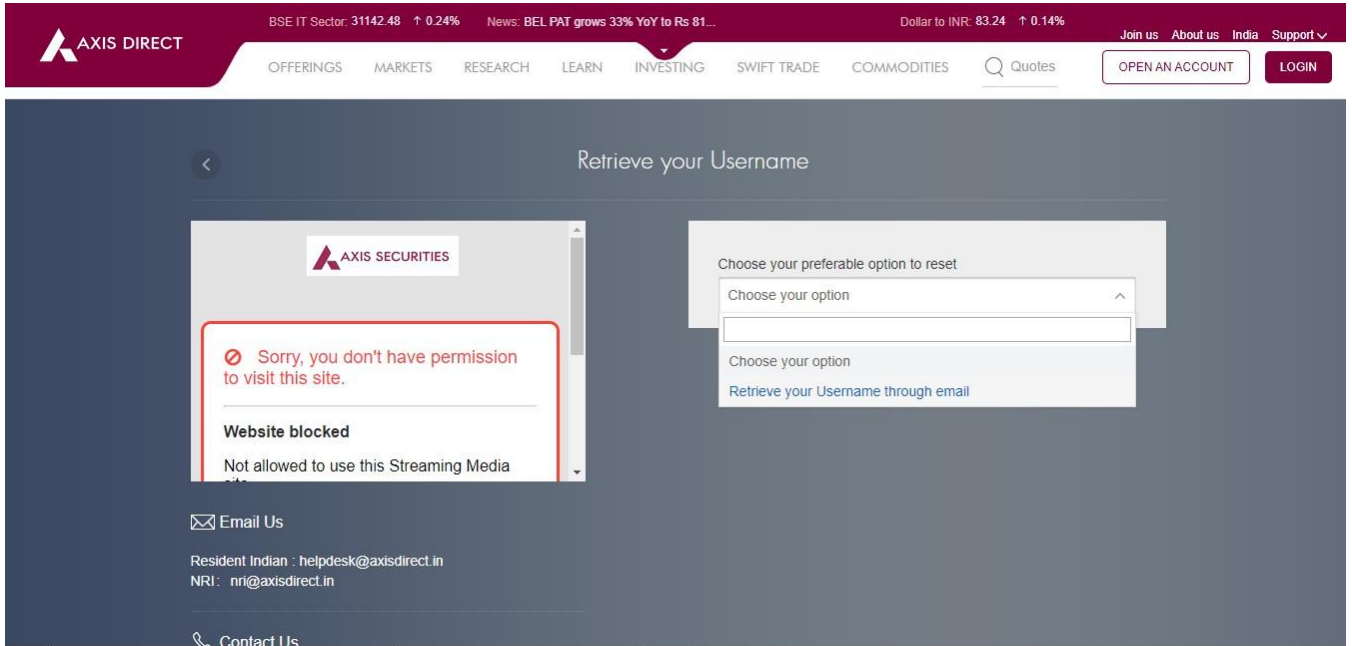 BSE IT Sector: 31142.48 ↑ 0.24% News: BEL PAT grows 33% YoY to Rs 81... Dollar to INR: 83.24 ↑ 0.14%
Join us About us India Support
AXIS DIRECT
OFFERINGS MARKETS RESEARCH LEARN INVESTING SWIFT TRADE COMMODITIES Quotes OPEN AN ACCOUNT LOGIN
Retrieve your Username
AXIS SECURITIES
Sorry, you don't have permission
to visit this site.
Website blocked
Not allowed to use this Streaming Media
Choose your preferable option to reset
Choose your option
Choose your option
Retrieve your Username through email
Email Us
Resident Indian : helpdesk@axisdirect.in
NRI : nri@axisdirect.in
Contact Us